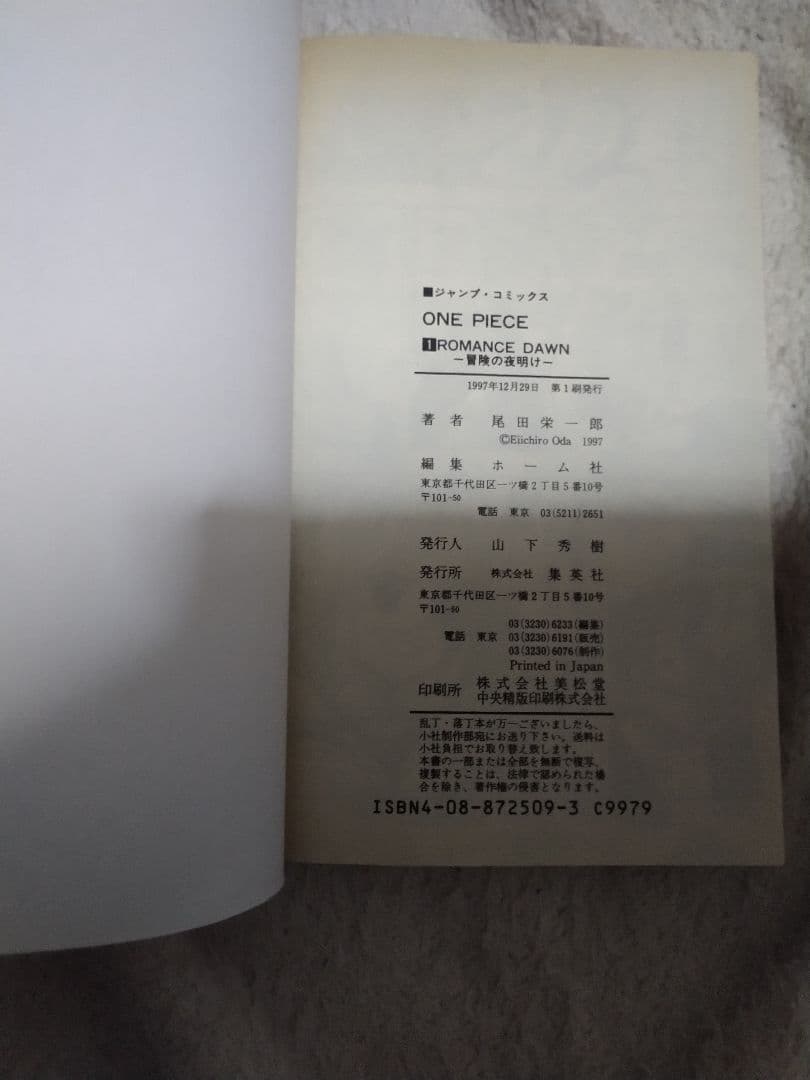 ■ジャンプ・コミックス
ONE PIECE
1 ROMANCE DAWN
―冒険の夜明け―
1997年12月29日 第1刷発行
著者 尾田栄一郎
©Eiichiro Oda 1997
編集 ホーム社
東京都千代田区一ツ橋2丁目5番10号
〒101-50
電話 東京 03(5211)2651
発行人 山下秀樹
発行所 株式会社 集英社
東京都千代田区一ツ橋2丁目5番10号
〒101-50
03(3230)6233(編集)
電話 東京 03(3230)6191(販売)
03(3230)6076(制作)
Printed in Japan
印刷所 株式会社美松堂
中央精版印刷株式会社
乱丁・落丁本が万一ございましたら、
小社制作部宛にお送り下さい。送料は
小社負担でお取り替え致します。
本書の一部または全部を無断で複写、
複製することは、法律で認められた場
合を除き、著作権の侵害となります。
ISBN4-08-872509-3 C9979